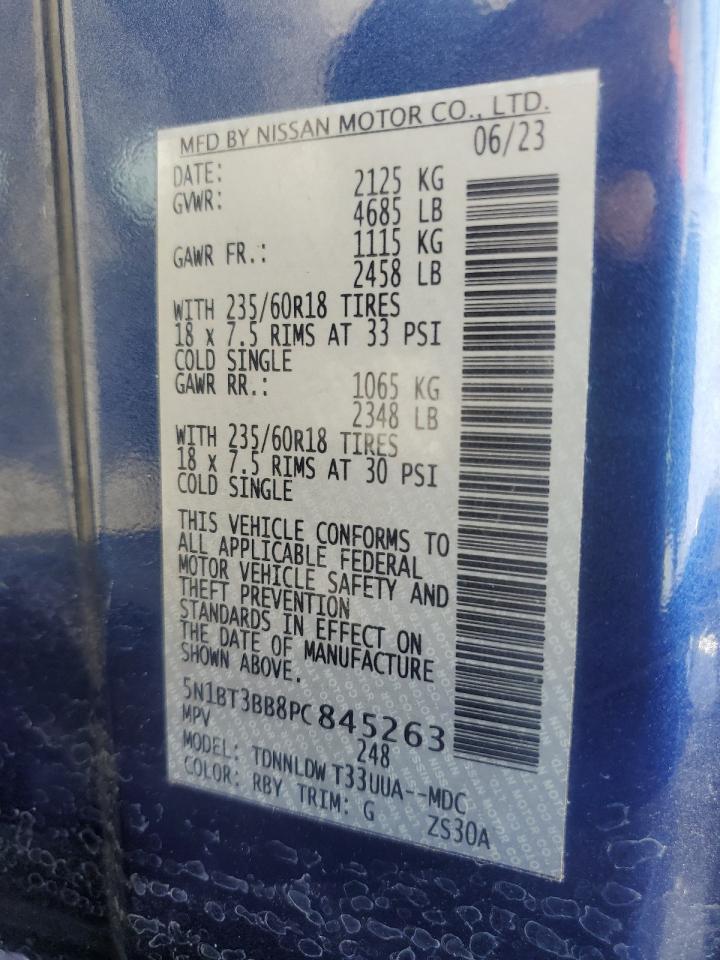 MFD BY NISSAN MOTOR CO., LTD.
DATE: 06/23
GVWR: 2125 KG
4685 LB
GAWR FR.: 1115 KG
2458 LB
WITH 235/60R18 TIRES
18 x 7.5 RIMS AT 33 PSI
COLD SINGLE
GAWR RR.: 1065 KG
2348 LB
WITH 235/60R18 TIRES
18 x 7.5 RIMS AT 30 PSI
COLD SINGLE
THIS VEHICLE CONFORMS TO
ALL APPLICABLE FEDERAL
MOTOR VEHICLE SAFETY AND
THEFT PREVENTION
STANDARDS IN EFFECT ON
THE DATE OF MANUFACTURE
SHOWN ABOVE.
5N1BT3BB8PC845263
MPV 248
MODEL: TDNNLDW T33UUA--MDC
COLOR: RBY TRIM: G ZS30A